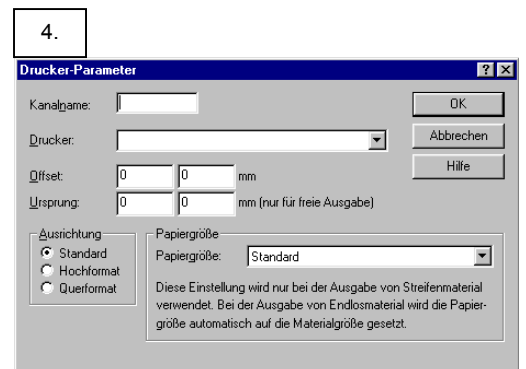 4.
Drucker-Parameter
Kanalname:
OK
Drucker:
Abbrechen
Hilfe
Offset: 0 0 mm
Ursprung: 0 0 mm (nur für freie Ausgabe)
Ausrichtung
Standard
Hochformat
Querformat
Papiergröße
Papiergröße: Standard
Diese Einstellung wird nur bei der Ausgabe von Streifenmaterial
verwendet. Bei der Ausgabe von Endlosmaterial wird die Papier-
größe automatisch auf die Materialgröße gesetzt.